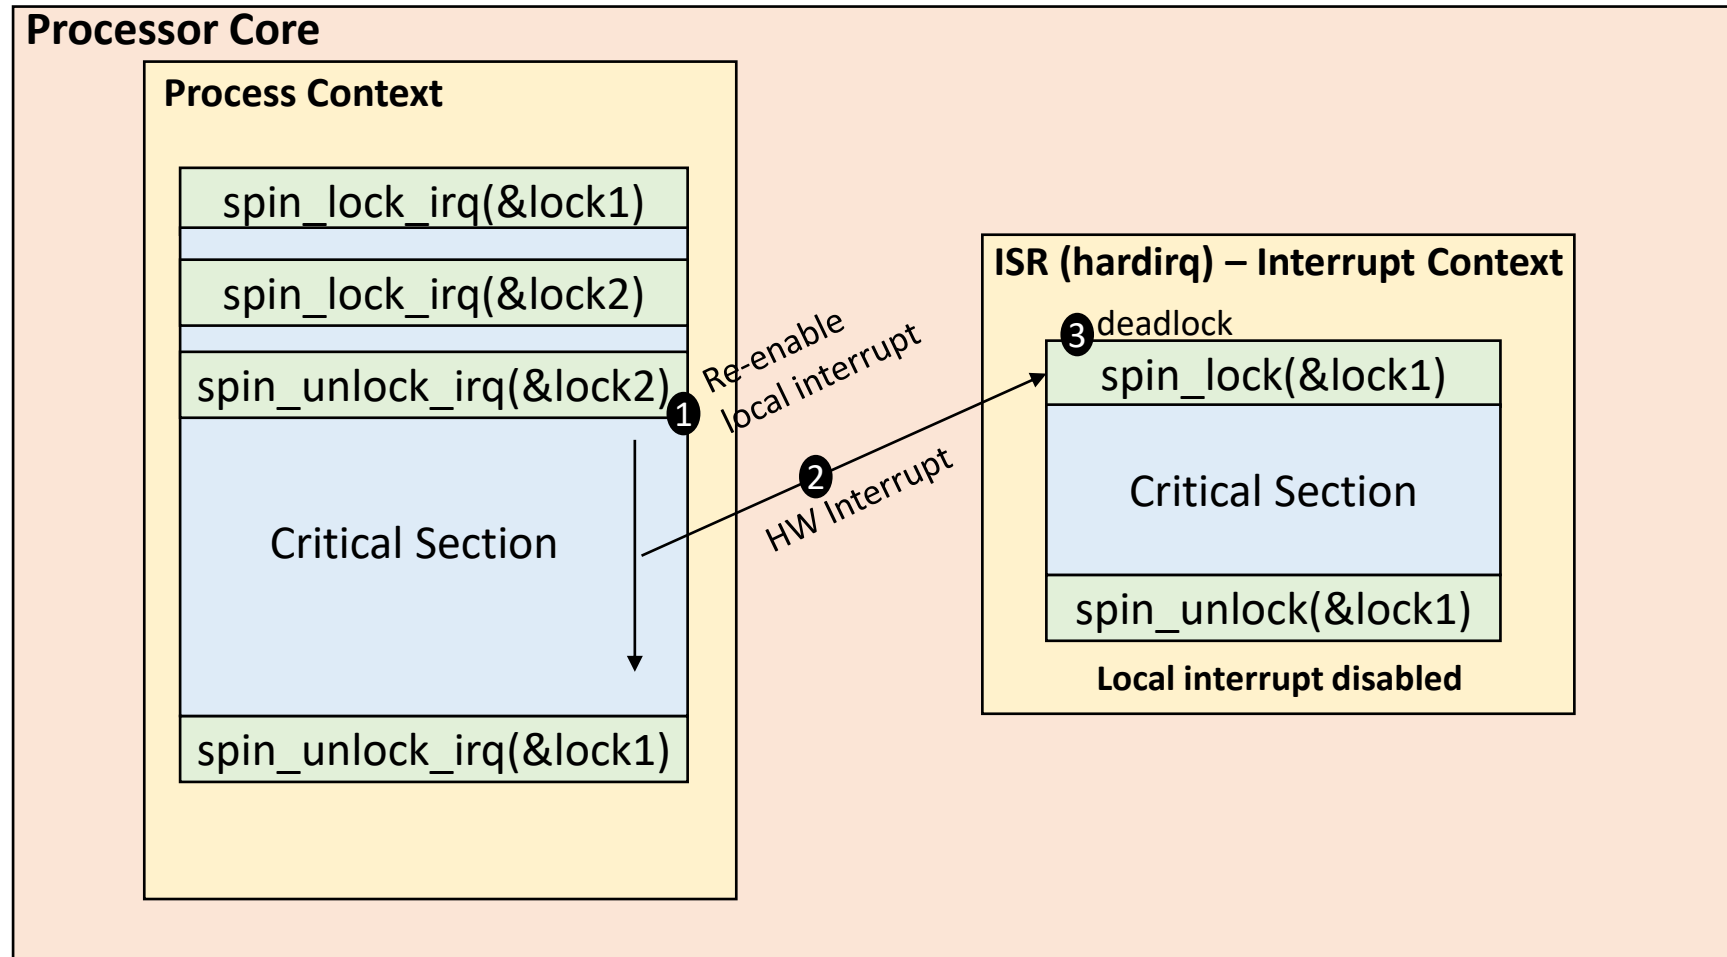 Processor Core
Process Context
spin_lock_irq(&lock1)
spin_lock_irq(&lock2)
spin_unlock_irq(&lock2)
1
Re-enable
local interrupt
Critical Section
2
HW Interrupt
spin_unlock_irq(&lock1)
ISR (hardirq) – Interrupt Context
3 deadlock
spin_lock(&lock1)
Critical Section
spin_unlock(&lock1)
Local interrupt disabled